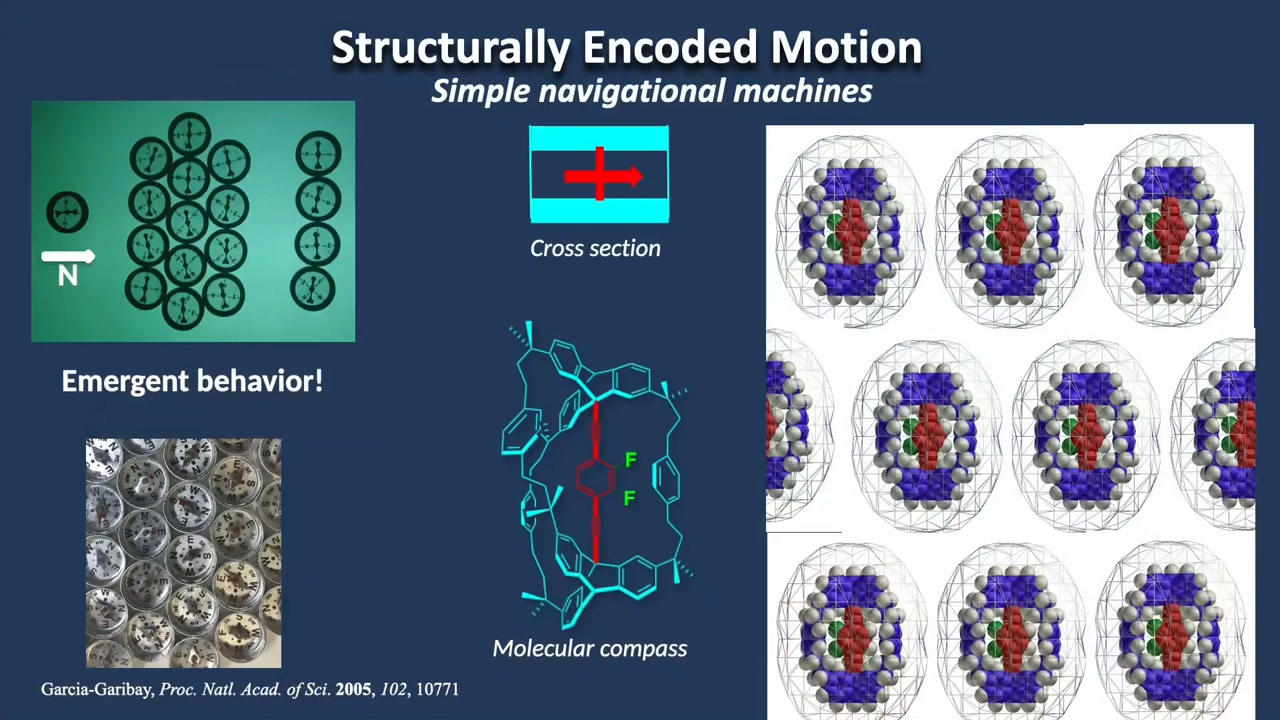 Structurally Encoded Motion
Simple navigational machines
N
Cross section
Emergent behavior!
F
F
Molecular compass
Garcia-Garibay, Proc. Natl. Acad. of Sci. 2005, 102, 10771